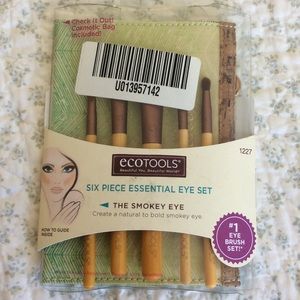 Check It Out!
Cosmetic Bag
Included!
U013957142
ECOTOOLS®
Beautiful You, Beautiful World®
1227
SIX PIECE ESSENTIAL EYE SET
THE SMOKEY EYE
Create a natural to bold smokey eye.
HOW TO GUIDE
INSIDE
#1
EYE
BRUSH
SET!*